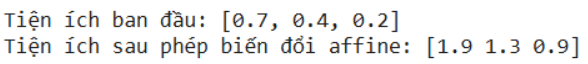 Tiện ích ban đầu: [0.7, 0.4, 0.2]
Tiện ích sau phép biến đổi affine: [1.9 1.3 0.9]